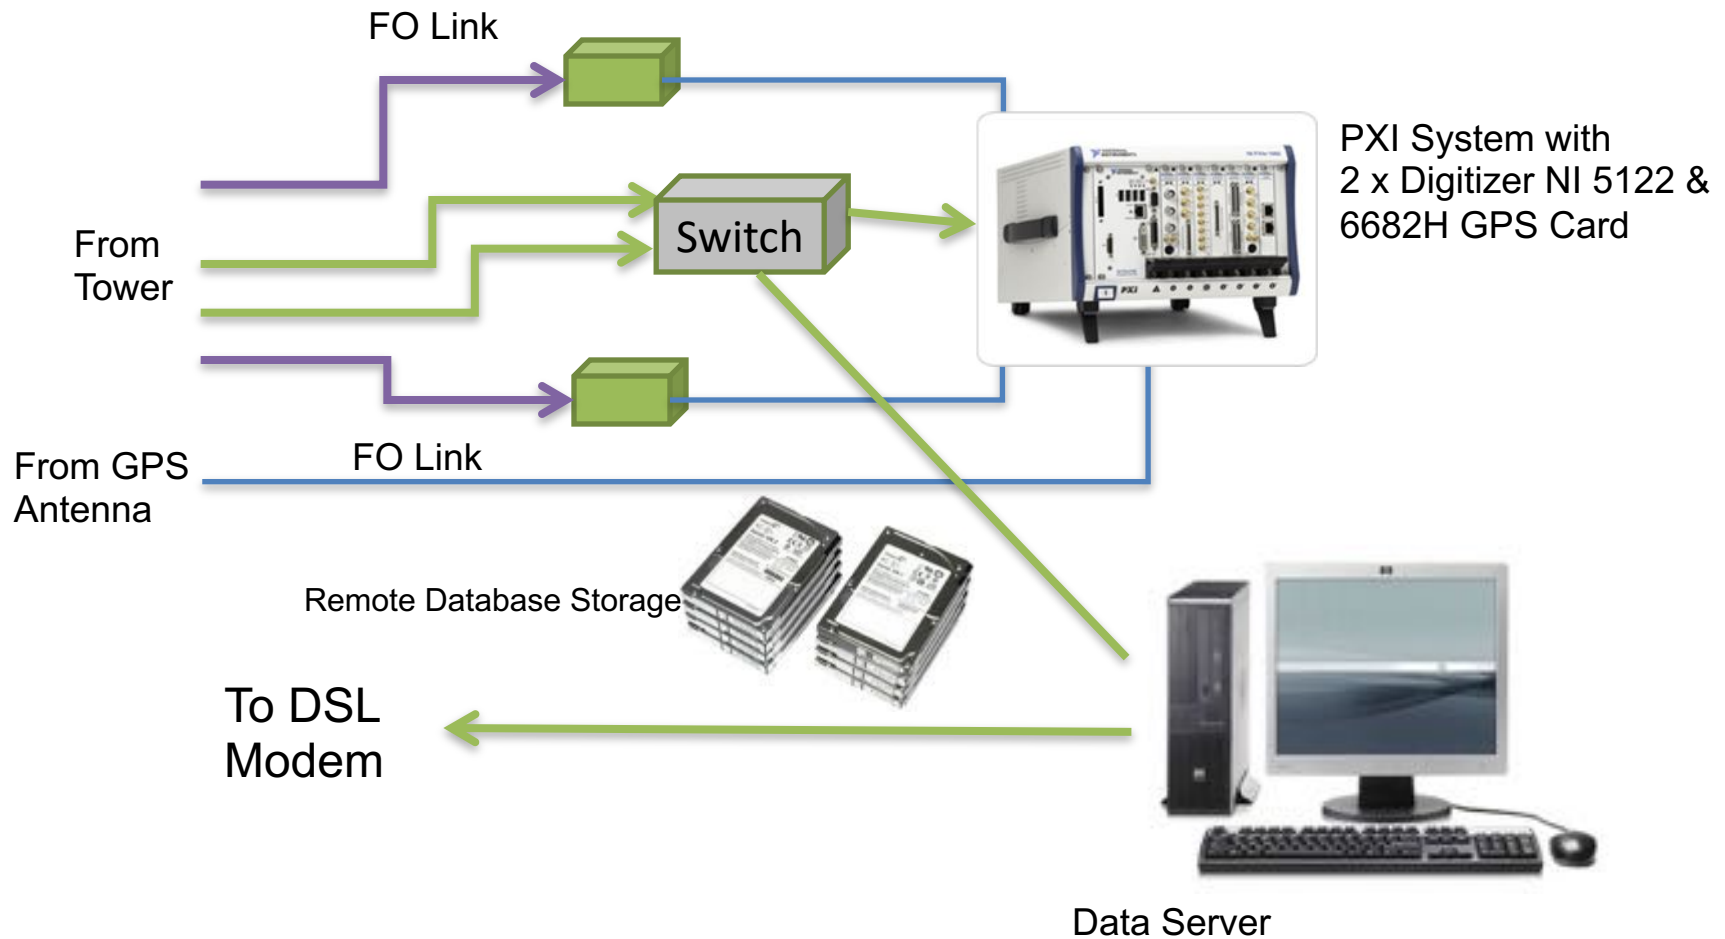 FO Link
PXI System with
2 x Digitizer NI 5122 &
6682H GPS Card
Switch
From
Tower
PXI
FO Link
From GPS
Antenna
Remote Database Storage
To DSL
Modem
Data Server